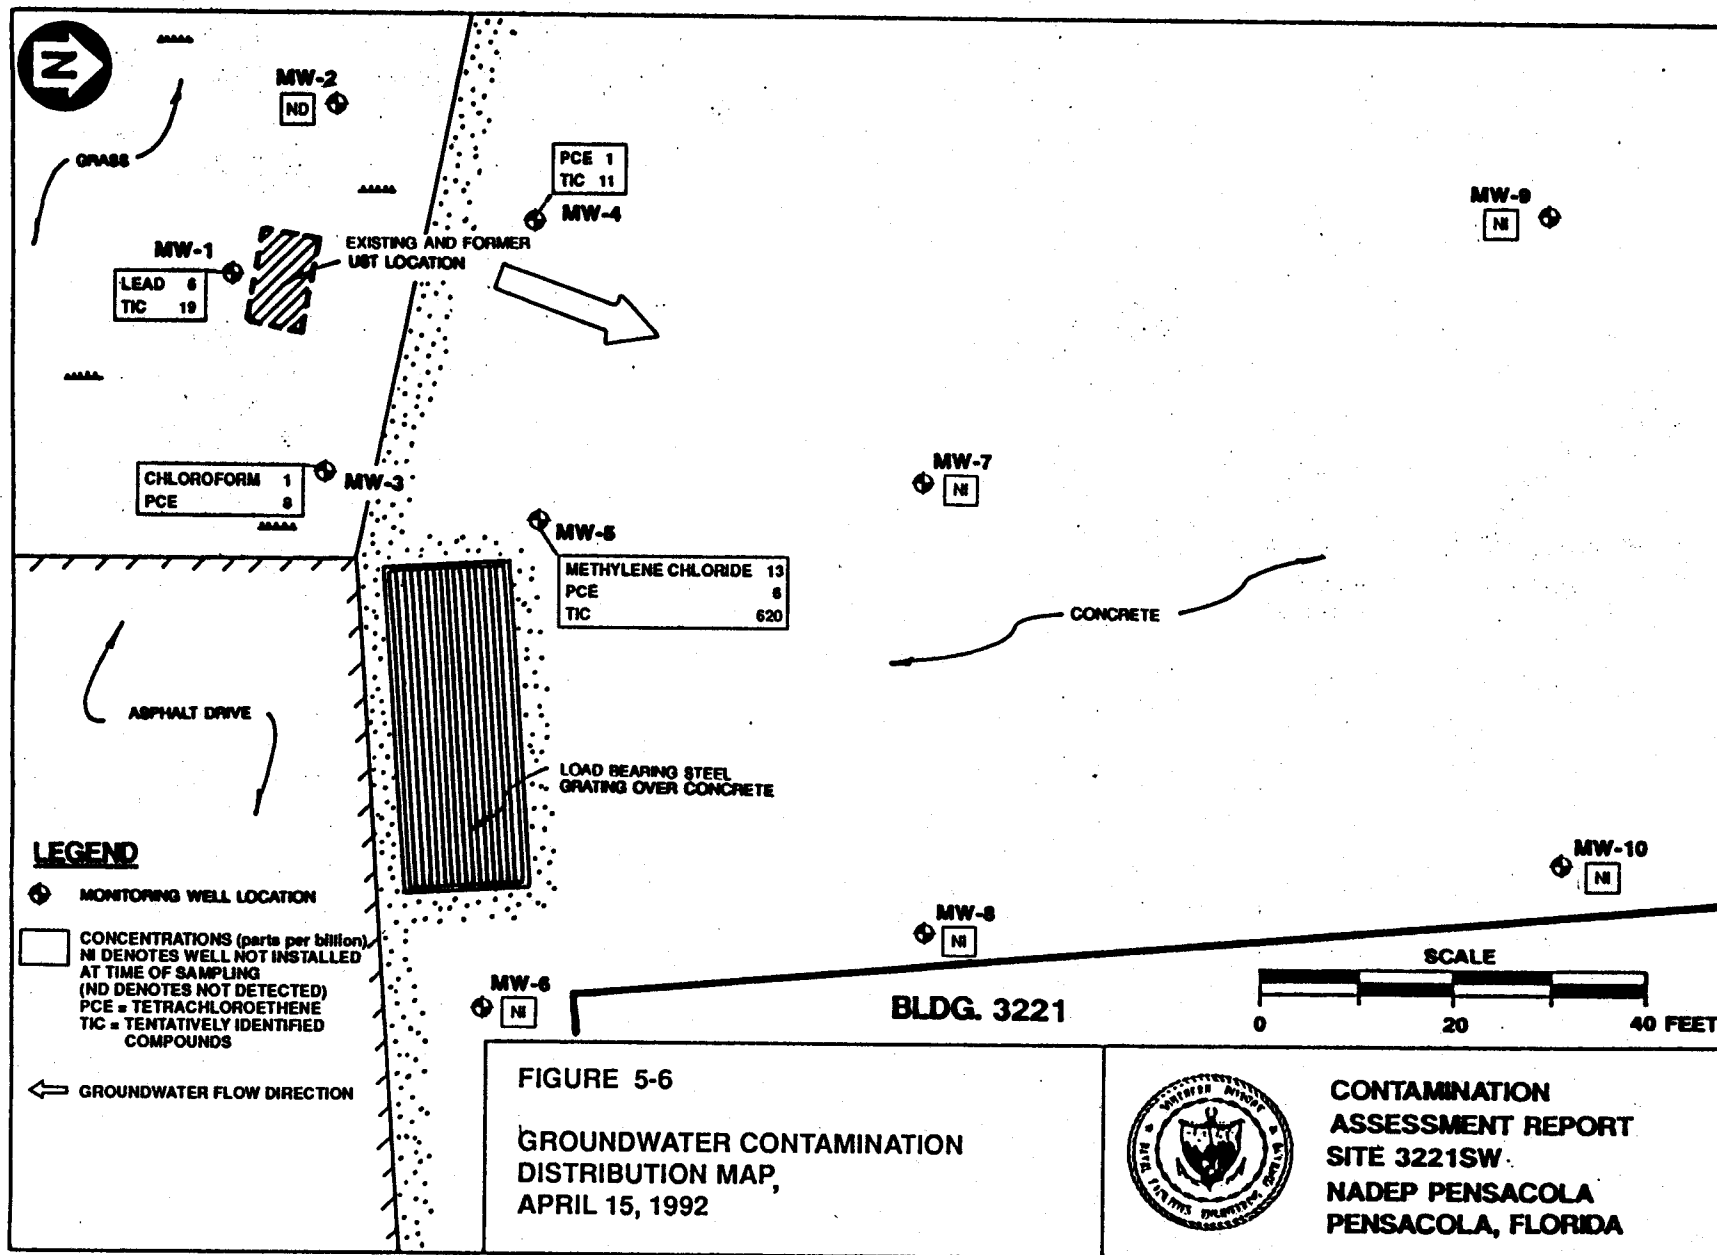 N
MW-2
ND
GRASS
PCE 1
TIC 11
MW-4
MW-9
NI
MW-1
LEAD 6
TIC 19
EXISTING AND FORMER
UST LOCATION
MW-7
NI
CHLOROFORM 1
PCE 8
MW-3
MW-5
METHYLENE CHLORIDE 13
PCE 6
TIC 620
CONCRETE
ASPHALT DRIVE
LOAD BEARING STEEL
GRATING OVER CONCRETE
MW-10
NI
MW-8
NI
MW-6
NI
BLDG. 3221
SCALE
0 20 40 FEET
LEGEND
MONITORING WELL LOCATION
CONCENTRATIONS (parts per billion)
NI DENOTES WELL NOT INSTALLED
AT TIME OF SAMPLING
(ND DENOTES NOT DETECTED)
PCE = TETRACHLOROETHENE
TIC = TENTATIVELY IDENTIFIED
COMPOUNDS
GROUNDWATER FLOW DIRECTION
FIGURE 5-6
GROUNDWATER CONTAMINATION
DISTRIBUTION MAP,
APRIL 15, 1992
CONTAMINATION
ASSESSMENT REPORT
SITE 3221SW
NADEP PENSACOLA
PENSACOLA, FLORIDA